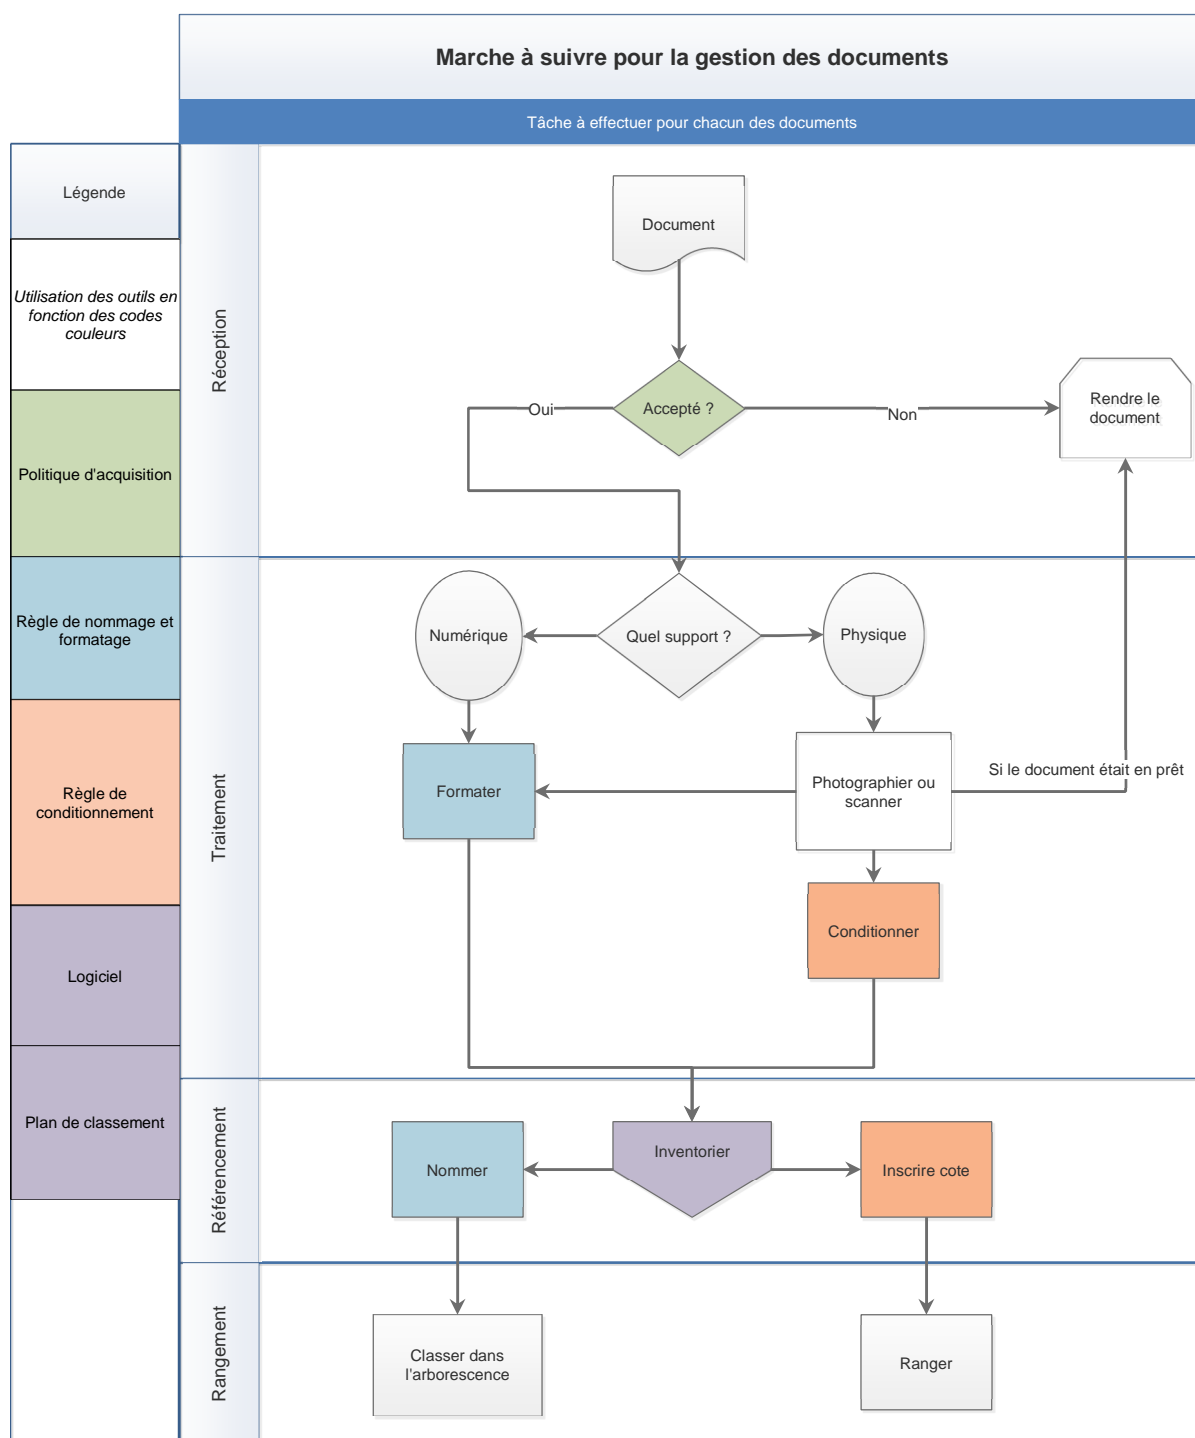 Marche à suivre pour la gestion des documents
Tâche à effectuer pour chacun des documents
Légende
Utilisation des outils en
fonction des codes
couleurs
Politique d'acquisition
Règle de nommage et
formatage
Règle de
conditionnement
Logiciel
Plan de classement
Réception
Document
Accepté ?
Oui
Non
Rendre le
document
Traitement
Numérique
Quel support ?
Physique
Formater
Photographier ou
scanner
Si le document était en prêt
Conditionner
Référencement
Nommer
Inventorier
Inscrire cote
Rangement
Classer dans
l'arborescence
Ranger